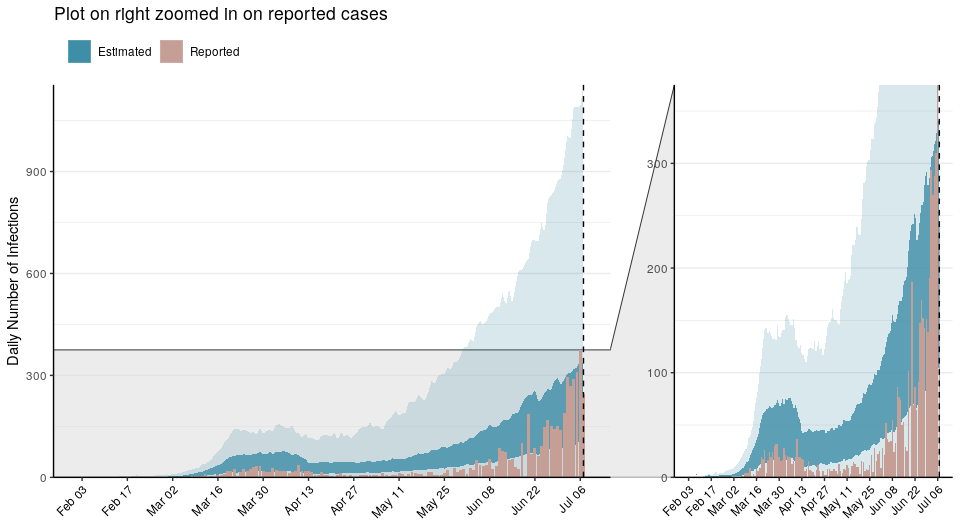 Plot on right zoomed in on reported cases
Estimated Reported
Daily Number of Infections
900
600
300
0
Feb 03 Feb 17 Mar 02 Mar 16 Mar 30 Apr 13 Apr 27 May 11 May 25 Jun 08 Jun 22 Jul 06
300
200
100
0
Feb 03 Feb 17 Mar 02 Mar 16 Mar 30 Apr 13 Apr 27 May 11 May 25 Jun 08 Jun 22 Jul 06